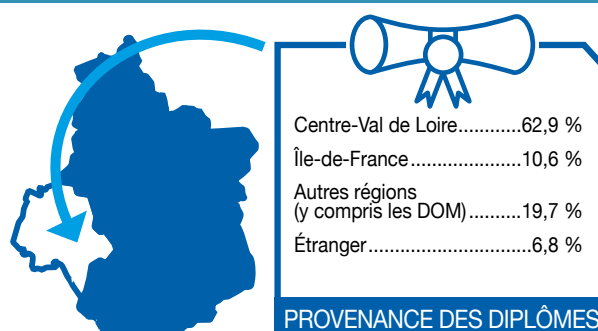 Centre-Val de Loire............62,9 %
Île-de-France.....................10,6 %
Autres régions
(y compris les DOM)..........19,7 %
Étranger...............................6,8 %
PROVENANCE DES DIPLÔMES